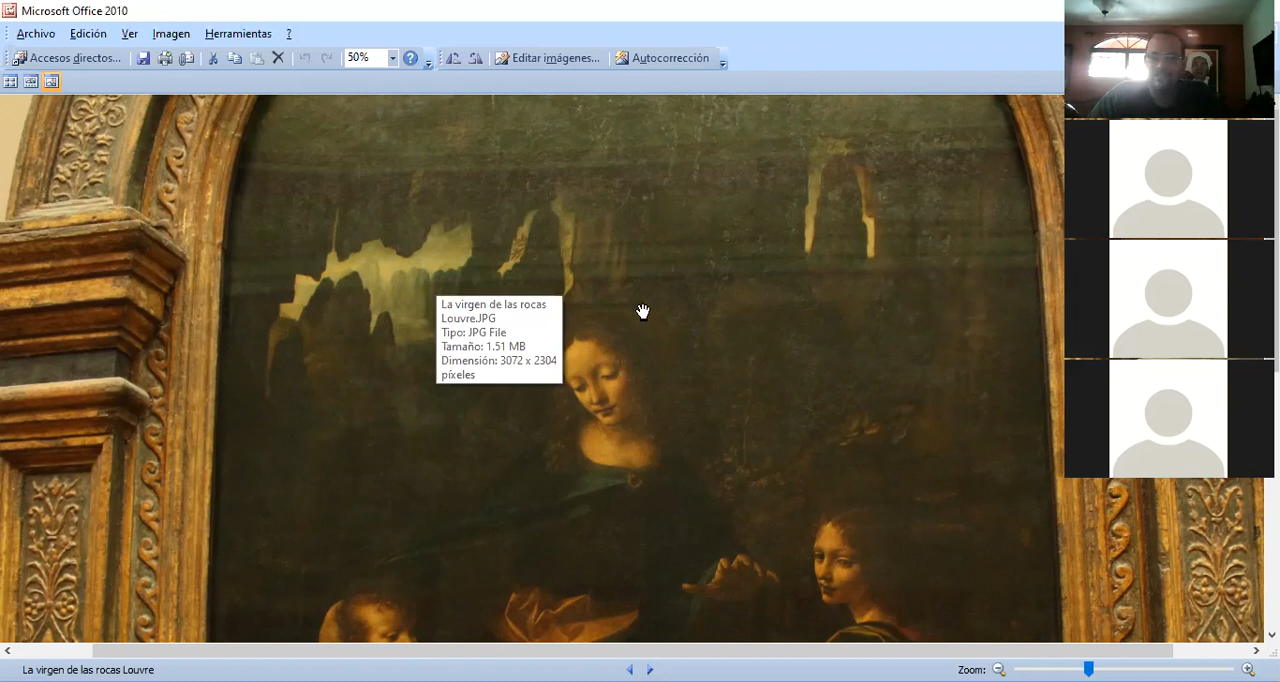 Microsoft Office 2010
Archivo Edición Ver Imagen Herramientas ?
Accesos directos... 50% Editar imágenes... Autocorrección
La virgen de las rocas
Louvre.JPG
Tipo: JPG File
Tamaño: 1.51 MB
Dimensión: 3072 x 2304
píxeles
La virgen de las rocas Louvre Zoom: